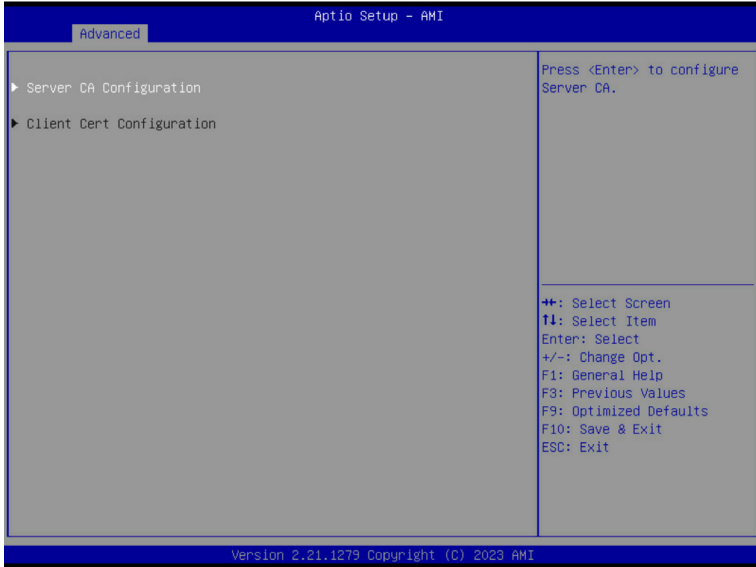 Aptio Setup – AMI
Advanced
Server CA Configuration
Client Cert Configuration
Press <Enter> to configure
Server CA.
→←: Select Screen
↑↓: Select Item
Enter: Select
+/-: Change Opt.
F1: General Help
F3: Previous Values
F9: Optimized Defaults
F10: Save & Exit
ESC: Exit
Version 2.21.1279 Copyright (C) 2023 AMI